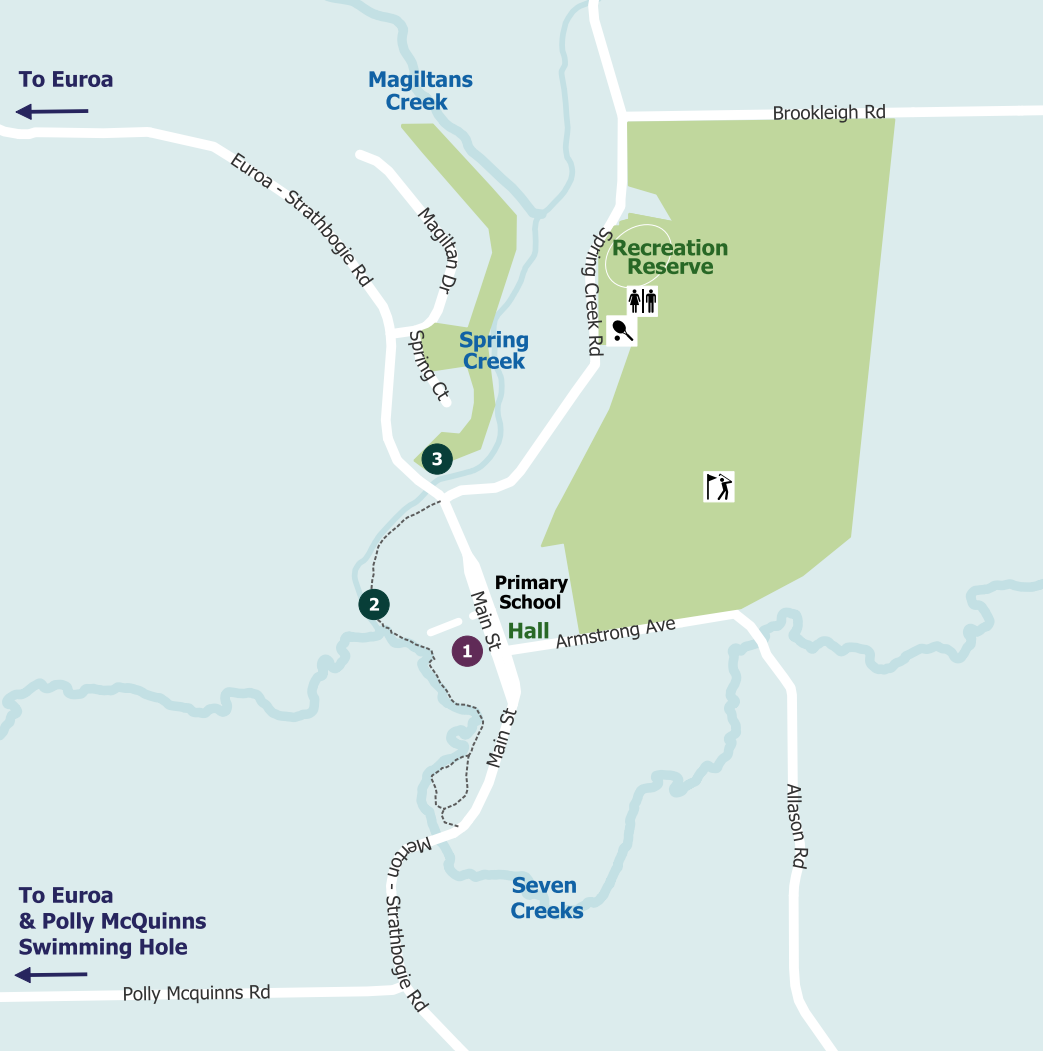 To Euroa
Magiltans
Creek
Brookleigh Rd
Euroa - Strathbogie Rd
Magiltan Dr
Spring Creek Rd
Recreation
Reserve
Spring Ct
Spring
Creek
3
Primary
School
2
Main St
Hall
Armstrong Ave
1
Main St
Allason Rd
Merton - Strathbogie Rd
Seven
Creeks
To Euroa
& Polly McQuinns
Swimming Hole
Polly Mcquinns Rd